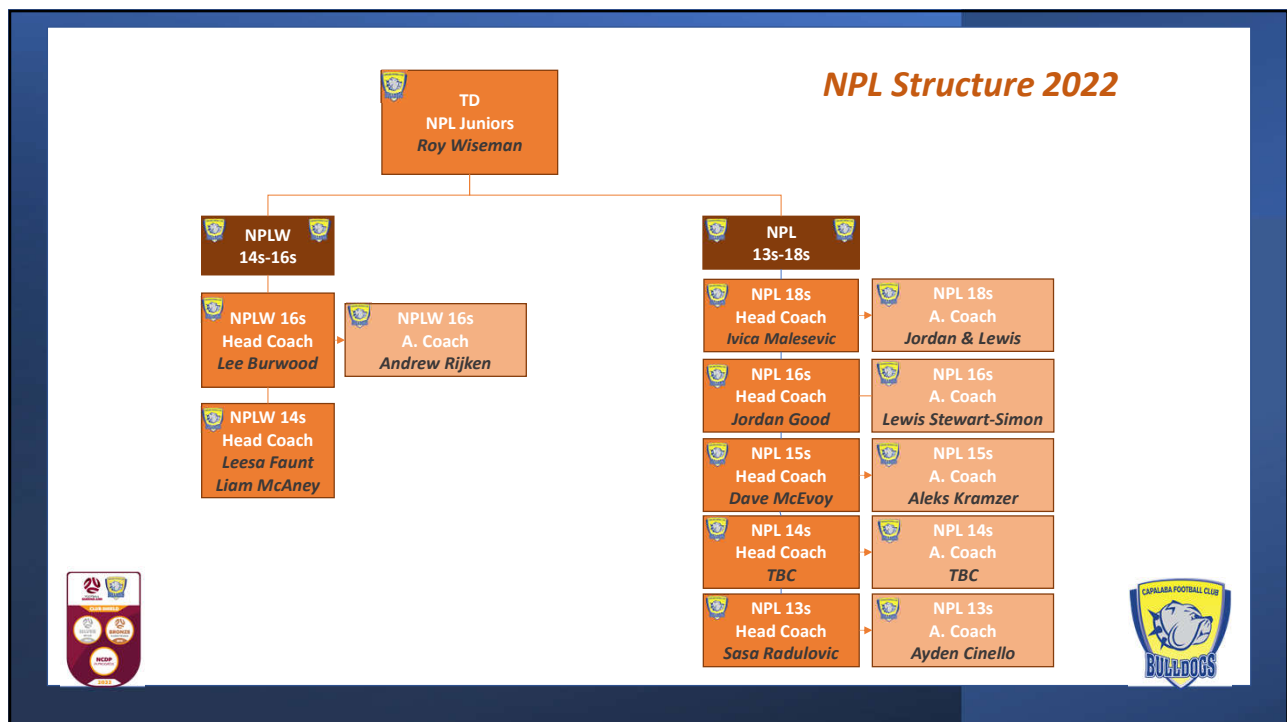 NPL Structure 2022
TD
NPL Juniors
Roy Wiseman
NPLW
14s-16s
NPLW 16s
Head Coach
Lee Burwood
NPLW 16s
A. Coach
Andrew Rijken
NPLW 14s
Head Coach
Leesa Faunt
Liam McAney
NPL
13s-18s
NPL 18s
Head Coach
Ivica Malesevic
NPL 18s
A. Coach
Jordan & Lewis
NPL 16s
Head Coach
Jordan Good
NPL 16s
A. Coach
Lewis Stewart-Simon
NPL 15s
Head Coach
Dave McEvoy
NPL 15s
A. Coach
Aleks Kramzer
NPL 14s
Head Coach
TBC
NPL 14s
A. Coach
TBC
NPL 13s
Head Coach
Sasa Radulovic
NPL 13s
A. Coach
Ayden Cinello
CLUB SHIELD
BRONZE
NCDP
CAPALABA FOOTBALL CLUB
BULLDOGS